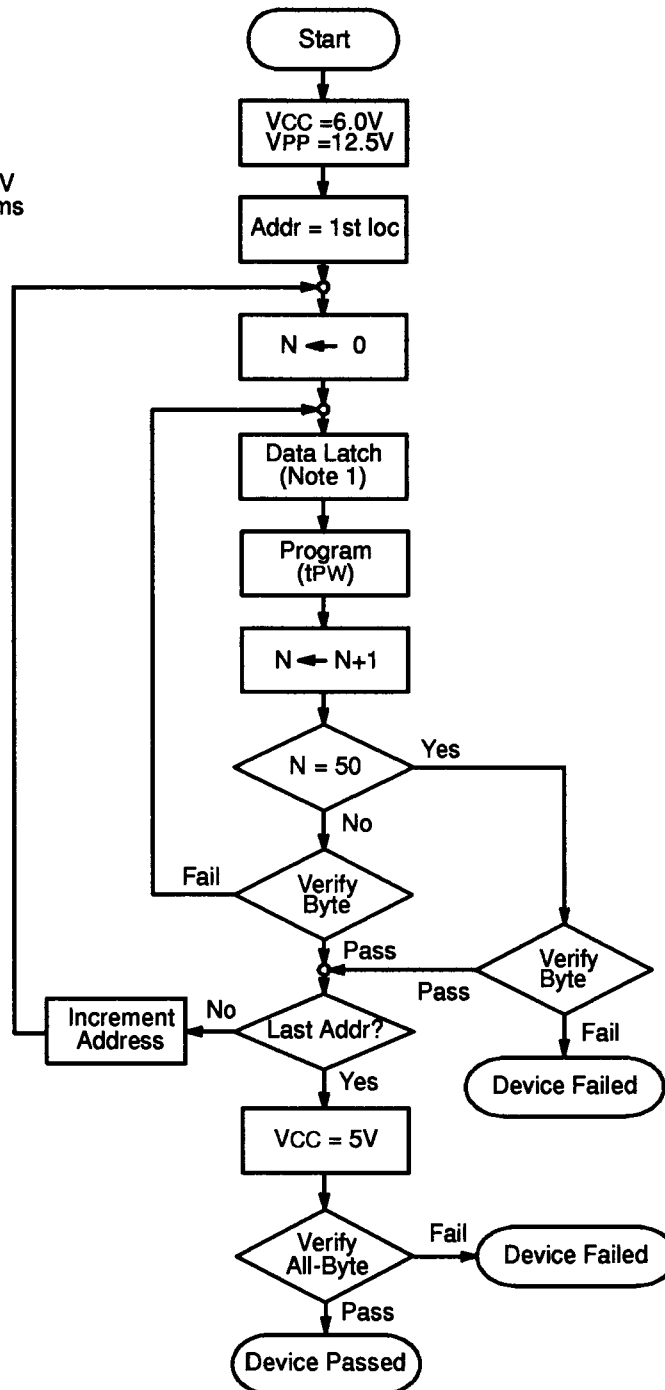 Start
VCC =6.0V
VPP =12.5V
V
ms
Addr = 1st loc
N ← 0
Data Latch
(Note 1)
Program
(tPW)
N ← N+1
N = 50
Yes
No
Fail
Verify
Byte
Pass
Verify
Byte
Pass
Fail
Device Failed
Increment
Address
No
Last Addr?
Yes
VCC = 5V
Verify
All-Byte
Fail
Device Failed
Pass
Device Passed